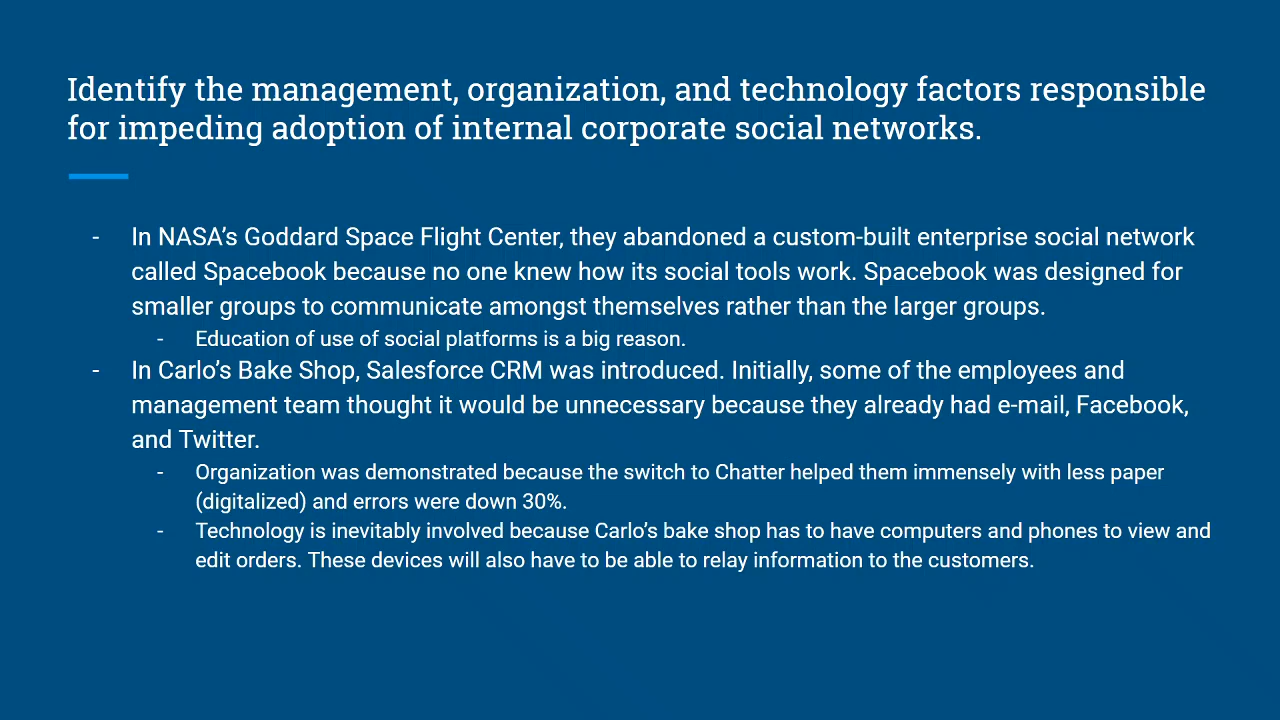 Identify the management, organization, and technology factors responsible
for impeding adoption of internal corporate social networks.
- In NASA’s Goddard Space Flight Center, they abandoned a custom-built enterprise social network
called Spacebook because no one knew how its social tools work. Spacebook was designed for
smaller groups to communicate amongst themselves rather than the larger groups.
- Education of use of social platforms is a big reason.
- In Carlo’s Bake Shop, Salesforce CRM was introduced. Initially, some of the employees and
management team thought it would be unnecessary because they already had e-mail, Facebook,
and Twitter.
- Organization was demonstrated because the switch to Chatter helped them immensely with less paper
(digitalized) and errors were down 30%.
- Technology is inevitably involved because Carlo’s bake shop has to have computers and phones to view and
edit orders. These devices will also have to be able to relay information to the customers.